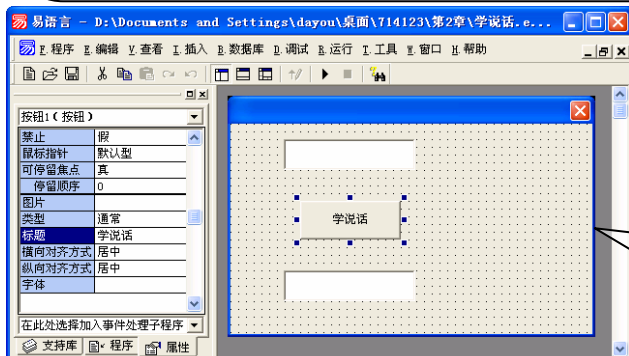 易语言 - D:\Documents and Settings\dayou\桌面\714123\第2章\学说话.e...
F.程序 E.编辑 V.查看 I.插入 B.数据库 D.调试 R.运行 T.工具 W.窗口 H.帮助
按钮1（按钮）
禁止 假
鼠标指针 默认型
可停留焦点 真
停留顺序 0
图片
类型 通常
标题 学说话
横向对齐方式 居中
纵向对齐方式 居中
字体
在此处选择加入事件处理子程序
支持库 程序 属性
学说话